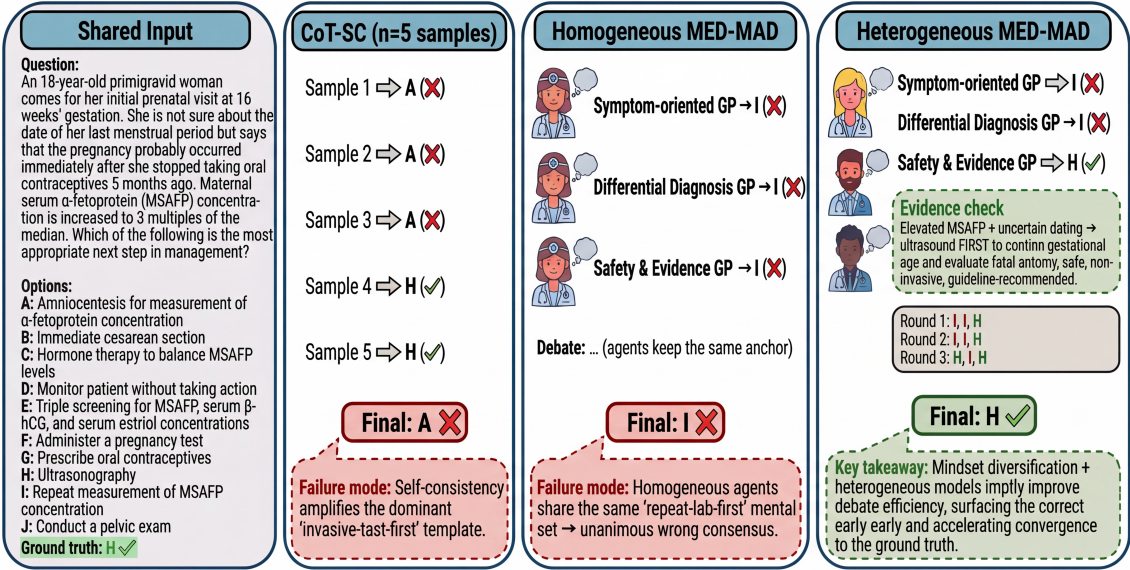 Shared Input
Question:
An 18-year-old primigravid woman
comes for her initial prenatal visit at 16
weeks' gestation. She is not sure about the
date of her last menstrual period but says
that the pregnancy probably occurred
immediately after she stopped taking oral
contraceptives 5 months ago. Maternal
serum α-fetoprotein (MSAFP) concentra-
tion is increased to 3 multiples of the
median. Which of the following is the most
appropriate next step in management?
Options:
A: Amniocentesis for measurement of
α-fetoprotein concentration
B: Immediate cesarean section
C: Hormone therapy to balance MSAFP
levels
D: Monitor patient without taking action
E: Triple screening for MSAFP, serum β-
hCG, and serum estriol concentrations
F: Administer a pregnancy test
G: Prescribe oral contraceptives
H: Ultrasonography
I: Repeat measurement of MSAFP
concentration
J: Conduct a pelvic exam
Ground truth: H ✓
CoT-SC (n=5 samples)
Sample 1 ⇨ A (✗)
Sample 2 ⇨ A (✗)
Sample 3 ⇨ A (✗)
Sample 4 ⇨ H (✓)
Sample 5 ⇨ H (✓)
Final: A ✗
Failure mode: Self-consistency
amplifies the dominant
'invasive-tast-first' template.
Homogeneous MED-MAD
Symptom-oriented GP → I (✗)
Differential Diagnosis GP → I (✗)
Safety & Evidence GP → I (✗)
Debate: ... (agents keep the same anchor)
Final: I ✗
Failure mode: Homogeneous agents
share the same 'repeat-lab-first' mental
set → unanimous wrong consensus.
Heterogeneous MED-MAD
Symptom-oriented GP ⇨ I (✗)
Differential Diagnosis GP → I (✗)
Safety & Evidence GP ⇨ H (✓)
Evidence check
Elevated MSAFP + uncertain dating →
ultrasound FIRST to continn gestational
age and evaluate fatal antomy, safe, non-
invasive, guideline-recommended.
Round 1: I, I, H
Round 2: I, I, H
Round 3: H, I, H
Final: H ✓
Key takeaway: Mindset diversification +
heterogeneous models imptly improve
debate efficiency, surfacing the correct
early early and accelerating convergence
to the ground truth.